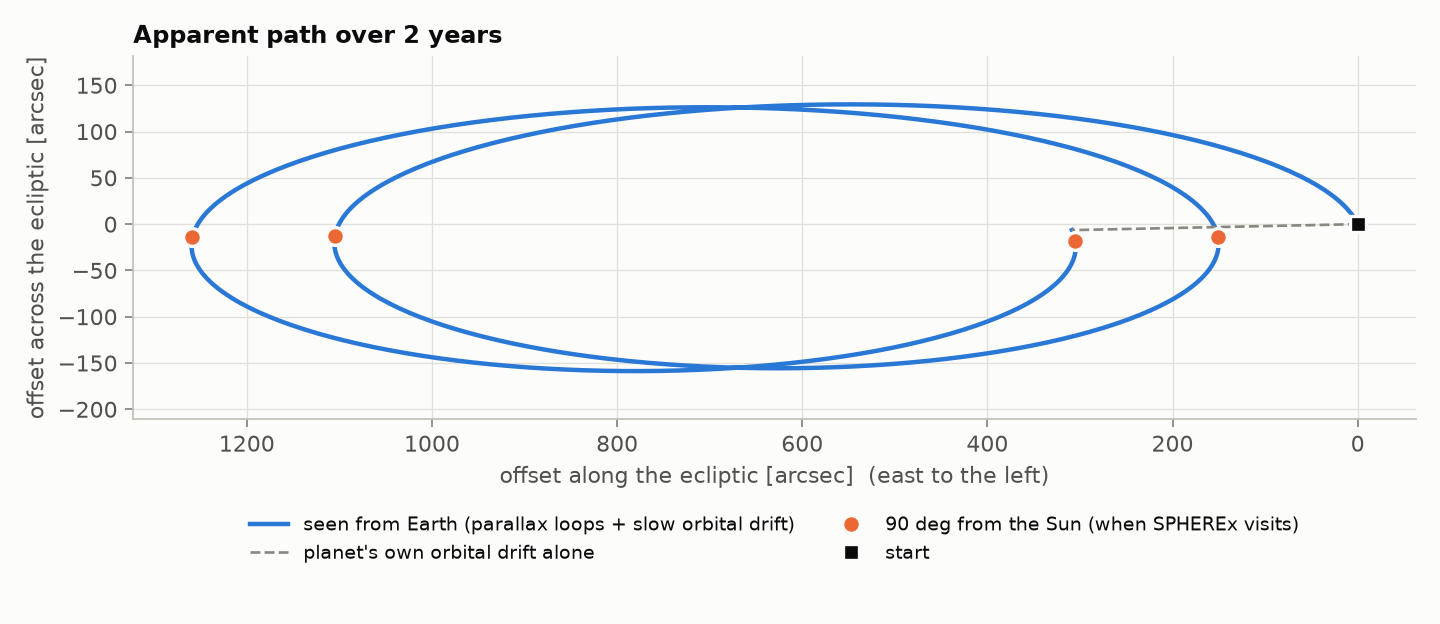 Apparent path over 2 years
offset across the ecliptic [arcsec]
150
100
50
0
−50
−100
−150
−200
1200
1000
800
600
400
200
0
offset along the ecliptic [arcsec]  (east to the left)
seen from Earth (parallax loops + slow orbital drift)
planet's own orbital drift alone
90 deg from the Sun (when SPHEREx visits)
start